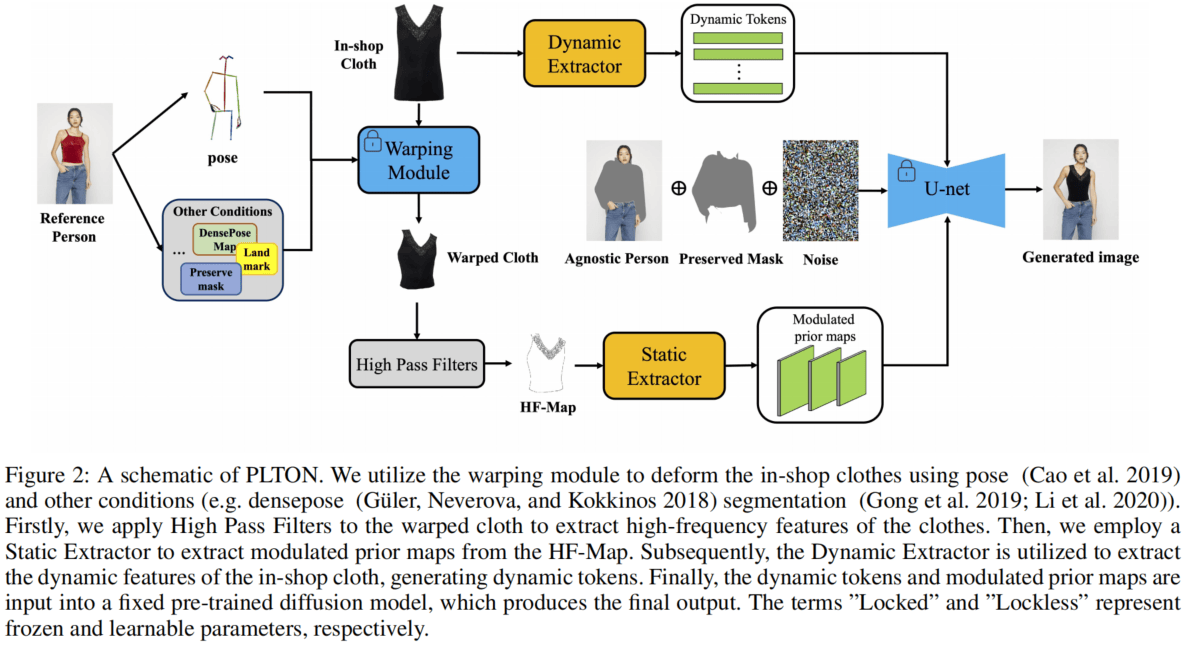 In-shop
Cloth
Dynamic
Extractor
Dynamic Tokens
pose
Reference
Person
Other Conditions
...
DensePose
Map
Land
mark
Preserve
mask
Warping
Module
Warped Cloth
Agnostic Person
Preserved Mask
Noise
U-net
Generated image
High Pass Filters
HF-Map
Static
Extractor
Modulated
prior maps
Figure 2: A schematic of PLTON. We utilize the warping module to deform the in-shop clothes using pose (Cao et al. 2019)
and other conditions (e.g. densepose (Güler, Neverova, and Kokkinos 2018) segmentation (Gong et al. 2019; Li et al. 2020)).
Firstly, we apply High Pass Filters to the warped cloth to extract high-frequency features of the clothes. Then, we employ a
Static Extractor to extract modulated prior maps from the HF-Map. Subsequently, the Dynamic Extractor is utilized to extract
the dynamic features of the in-shop cloth, generating dynamic tokens. Finally, the dynamic tokens and modulated prior maps are
input into a fixed pre-trained diffusion model, which produces the final output. The terms ”Locked” and ”Lockless” represent
frozen and learnable parameters, respectively.